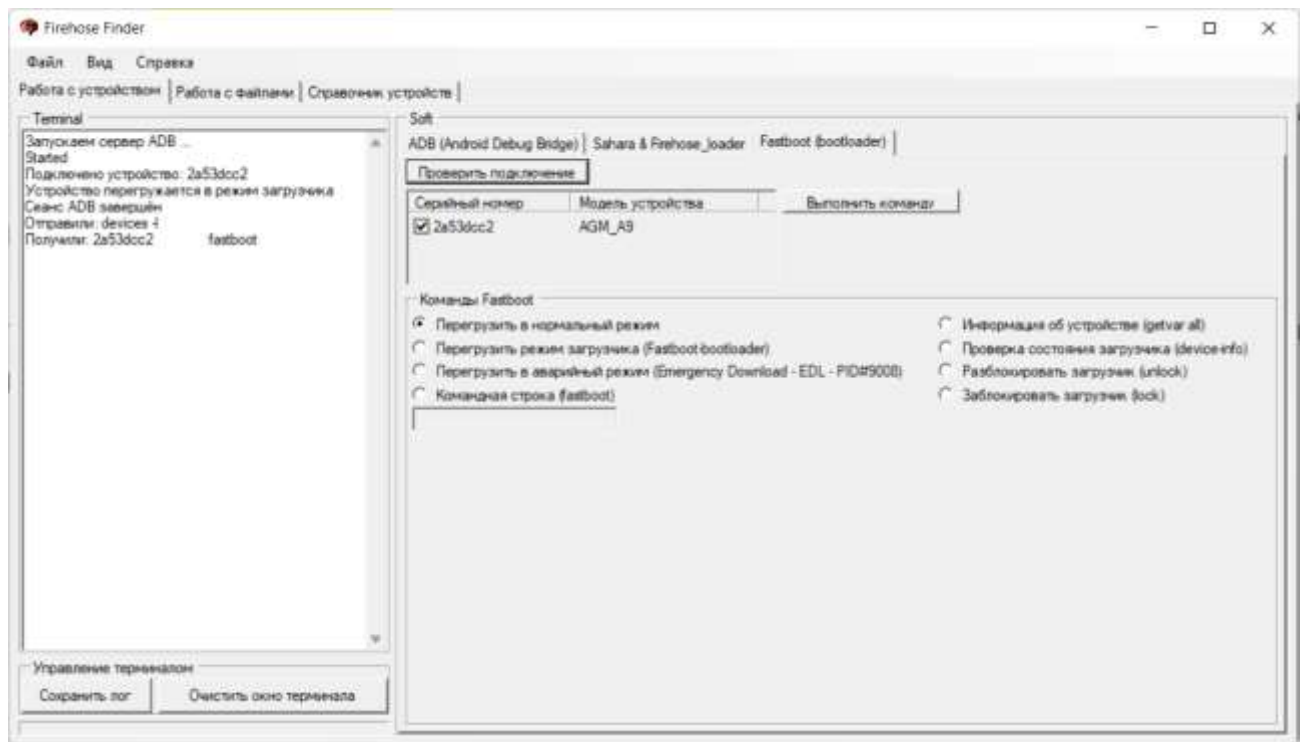 Firehose Finder
Файл Вид Справка
Работа с устройством Работа с файлами Справочник устройств
Terminal
Запускаем сервер ADB ...
Started
Подключено устройство: 2a53dcc2
Устройство перегружается в режим загрузчика
Сеанс ADB завершён
Отправили: devices -l
Получили: 2a53dcc2 fastboot
Управление терминалом
Сохранить лог Очистить окно терминала
Soft
ADB (Android Debug Bridge) Sahara & Firehose_loader Fastboot (bootloader)
Проверить подключение
Серийный номер Модель устройства Выполнить команду
2a53dcc2 AGM_A9
Команды Fastboot
Перегрузить в нормальный режим
Перегрузить режим загрузчика (Fastboot-bootloader)
Перегрузить в аварийный режим (Emergency Download - EDL - PID#9008)
Командная строка (fastboot)
Информация об устройстве (getvar all)
Проверка состояния загрузчика (device-info)
Разблокировать загрузчик (unlock)
Заблокировать загрузчик (lock)